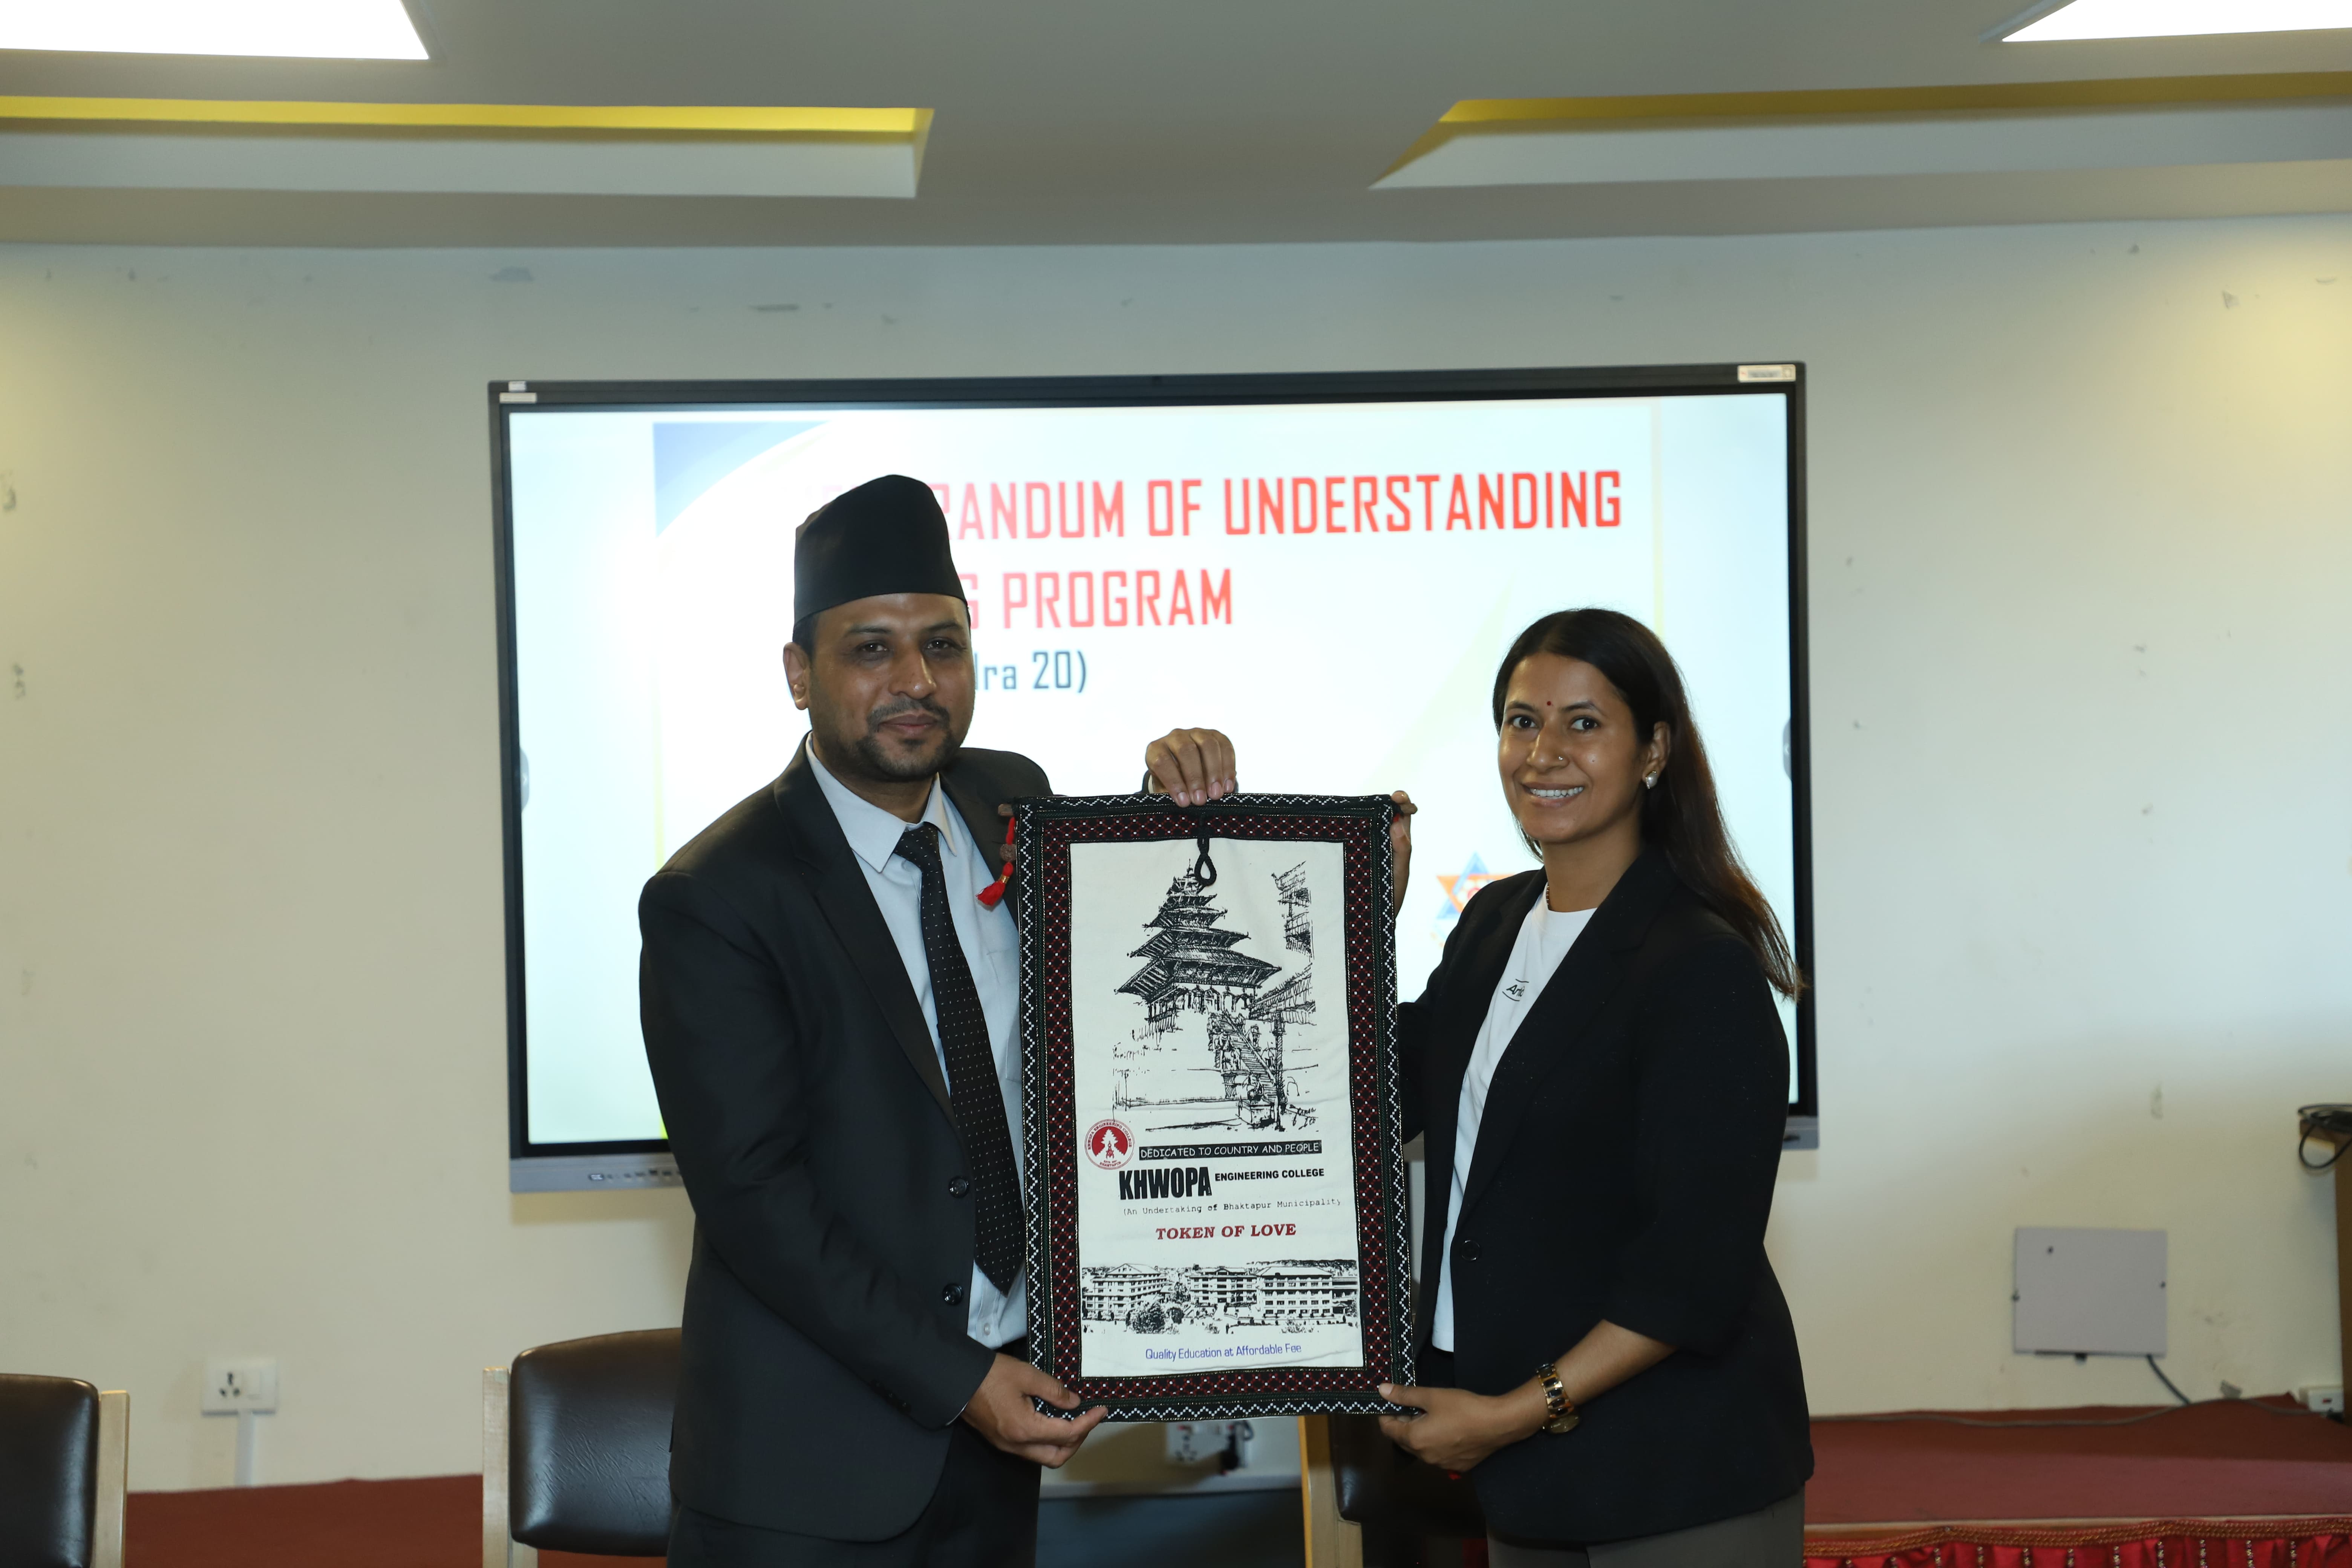 RANDUM OF UNDERSTANDING
G PROGRAM
dra 20)
DEDICATED TO COUNTRY AND PEOPLE
KHWOPA ENGINEERING COLLEGE
(An Undertaking of Bhaktapur Municipality
TOKEN OF LOVE
Quality Education at Affordable Fee